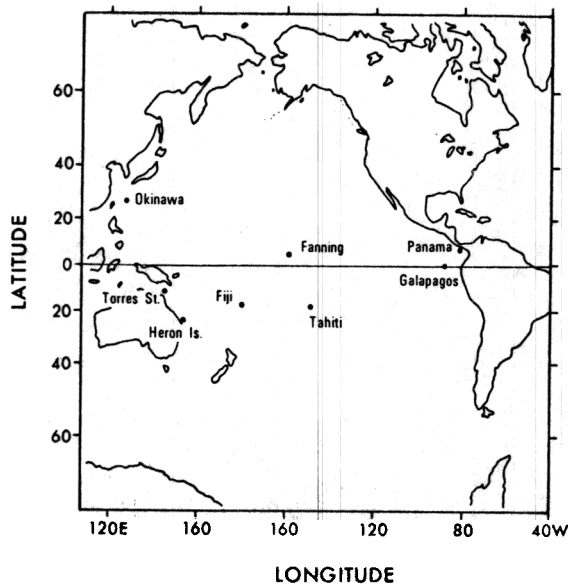 60
40
Okinawa
20
Fanning
Panama
0
Galapagos
Torres St.
Fiji
20
Tahiti
Heron Is.
40
60
LATITUDE
120E 160 160 120 80 40W
LONGITUDE